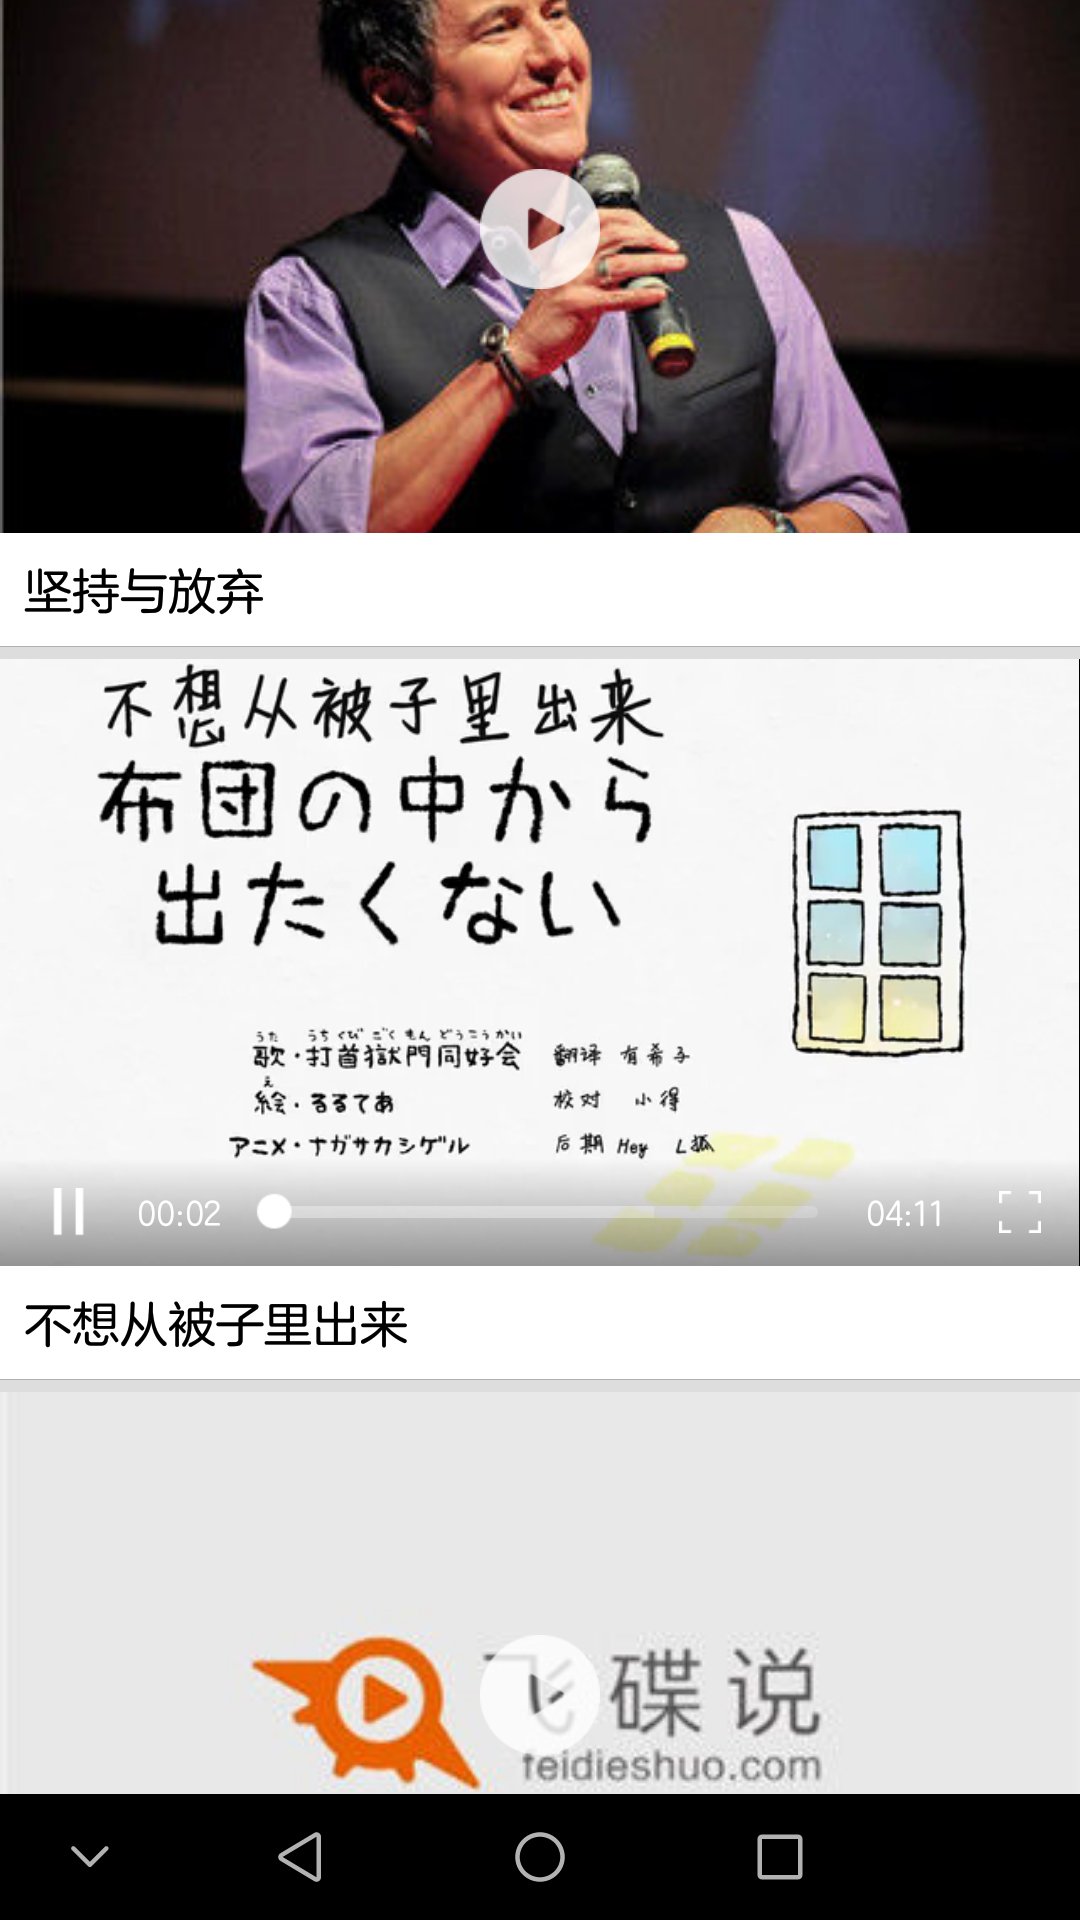 坚持与放弃
不想从被子里出来
布団の中から
出たくない
うた うちくび ごく もん どうこうかい
歌・打首獄門同好会 翻译 有希子
え
絵・るるてあ 校对 小得
アニメ・ナガサカシゲル 后期 Hey L狐
00:02 04:11
不想从被子里出来
飞碟说
feidieshuo.com